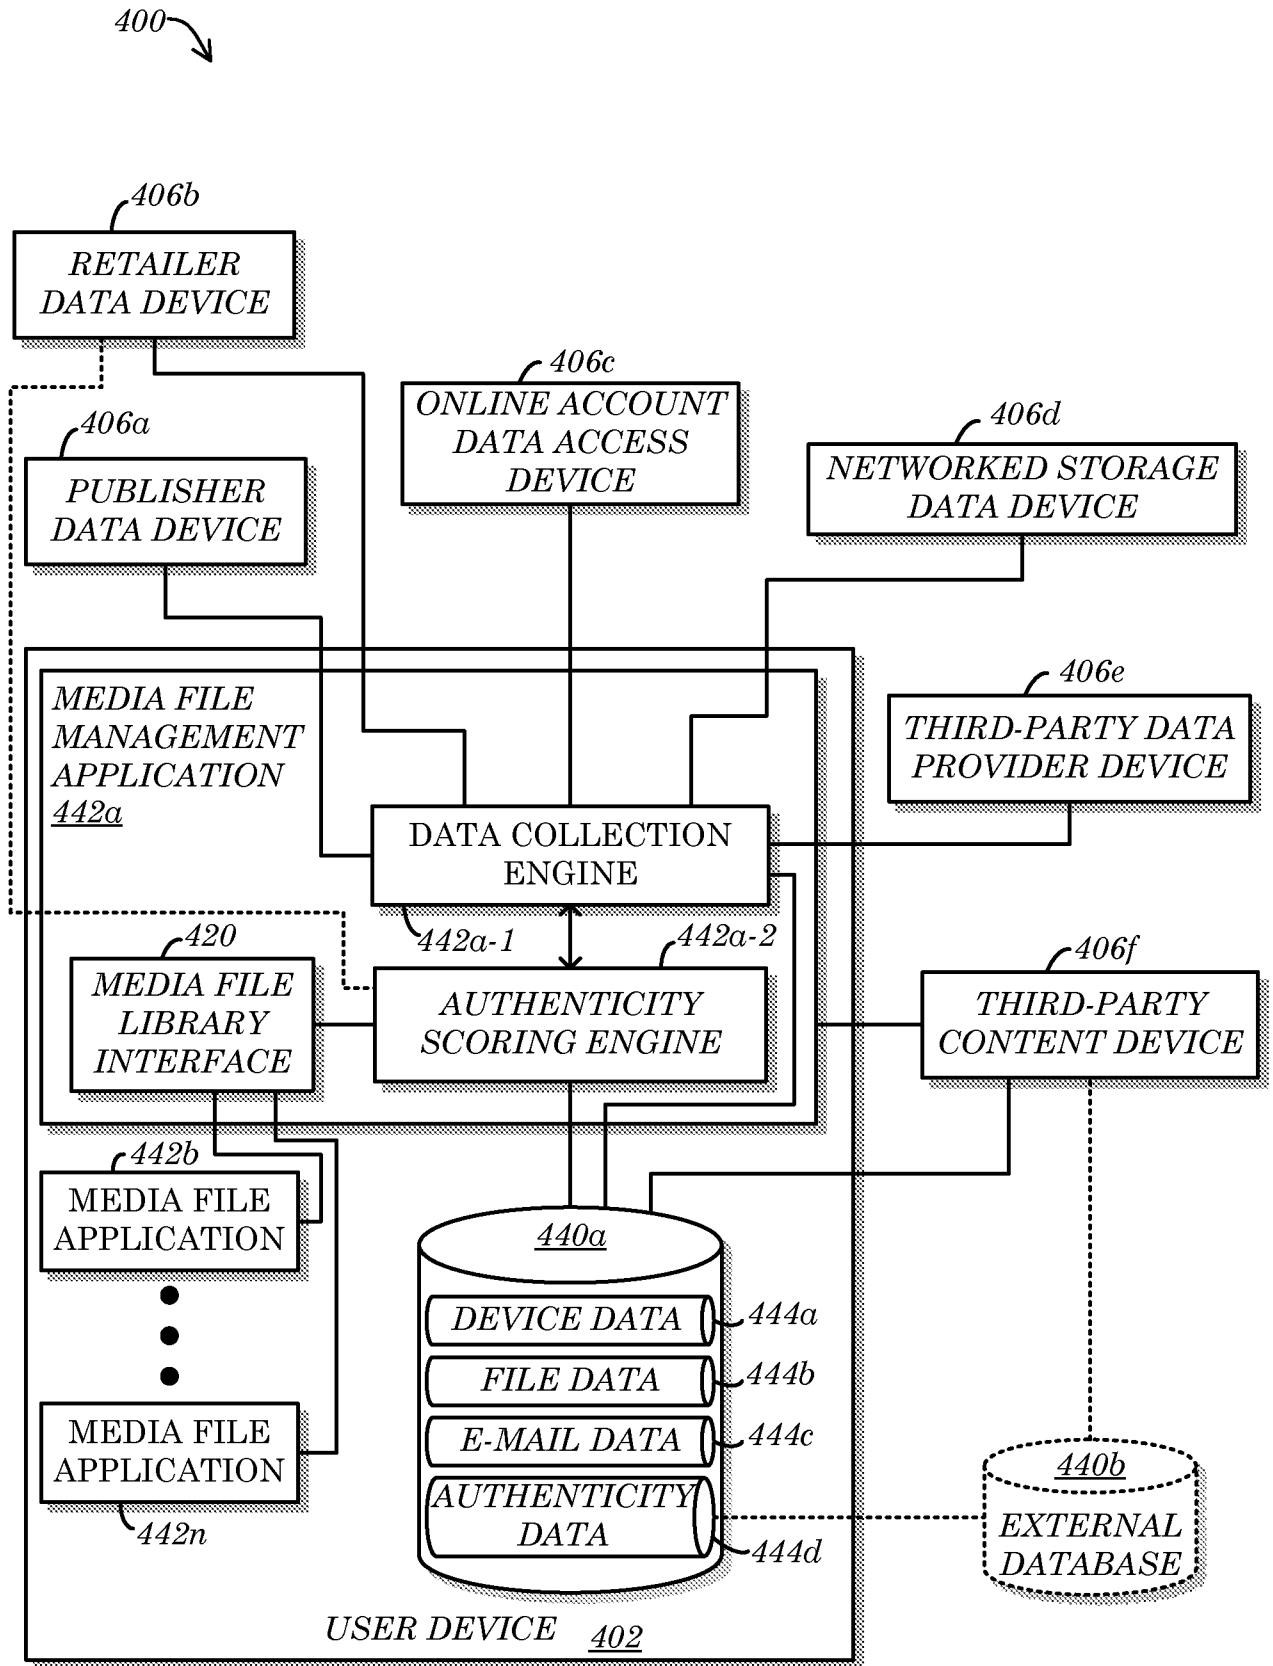 400
406b
RETAILER
DATA DEVICE
406c
ONLINE ACCOUNT
DATA ACCESS
DEVICE
406a
PUBLISHER
DATA DEVICE
406d
NETWORKED STORAGE
DATA DEVICE
MEDIA FILE
MANAGEMENT
APPLICATION
442a
406e
THIRD-PARTY DATA
PROVIDER DEVICE
DATA COLLECTION
ENGINE
442a-1
442a-2
420
MEDIA FILE
LIBRARY
INTERFACE
AUTHENTICITY
SCORING ENGINE
406f
THIRD-PARTY
CONTENT DEVICE
442b
MEDIA FILE
APPLICATION
MEDIA FILE
APPLICATION
442n
440a
DEVICE DATA
444a
FILE DATA
444b
E-MAIL DATA
444c
AUTHENTICITY
DATA
444d
440b
EXTERNAL
DATABASE
USER DEVICE 402